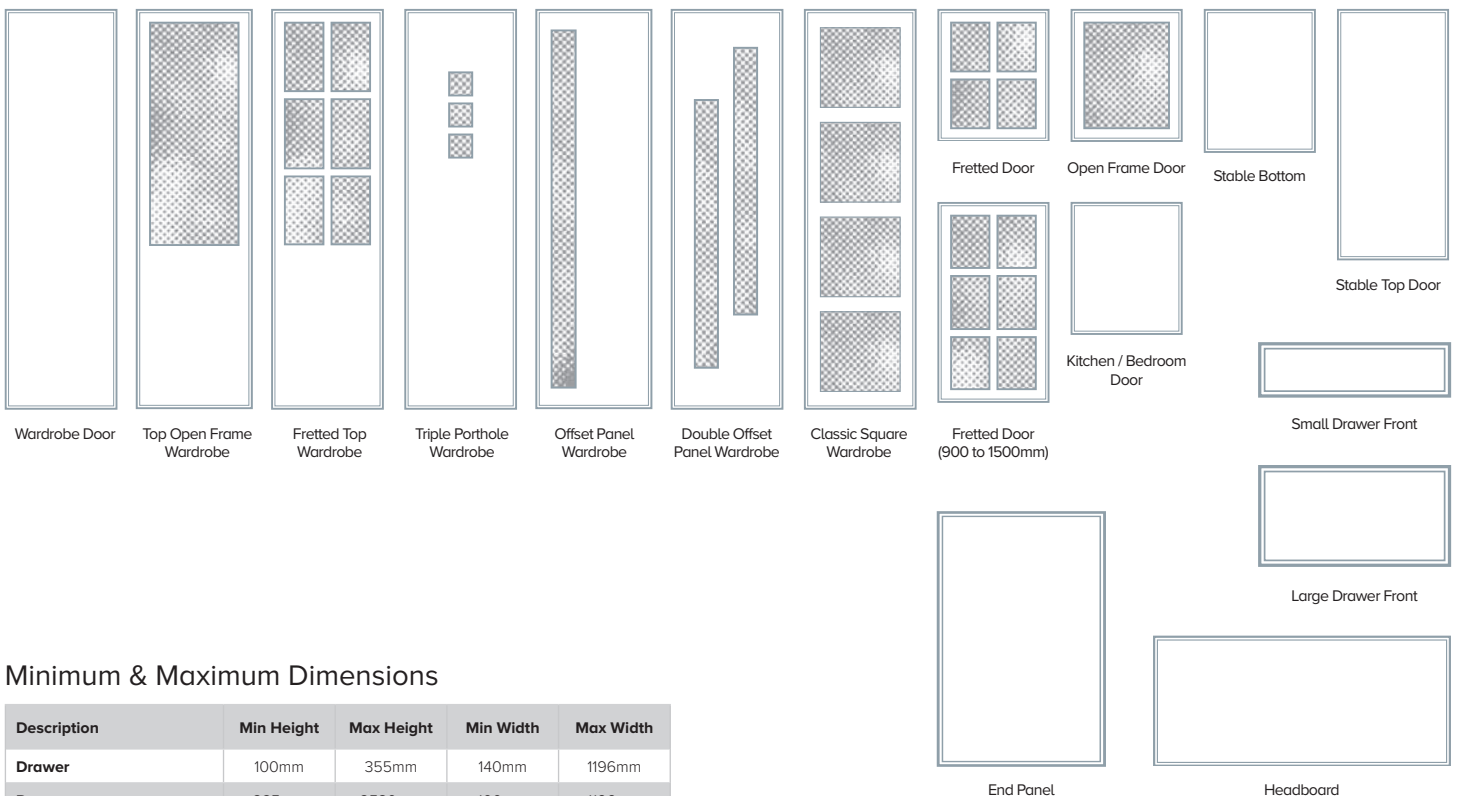 Fretted Door
Open Frame Door
Stable Bottom
Stable Top Door
Kitchen / Bedroom
Door
Small Drawer Front
Wardrobe Door
Top Open Frame
Wardrobe
Fretted Top
Wardrobe
Triple Porthole
Wardrobe
Offset Panel
Wardrobe
Double Offset
Panel Wardrobe
Classic Square
Wardrobe
Fretted Door
(900 to 1500mm)
Large Drawer Front
End Panel
Headboard
Minimum & Maximum Dimensions
Description Min Height Max Height Min Width Max Width
Drawer 100mm 355mm 140mm 1196mm